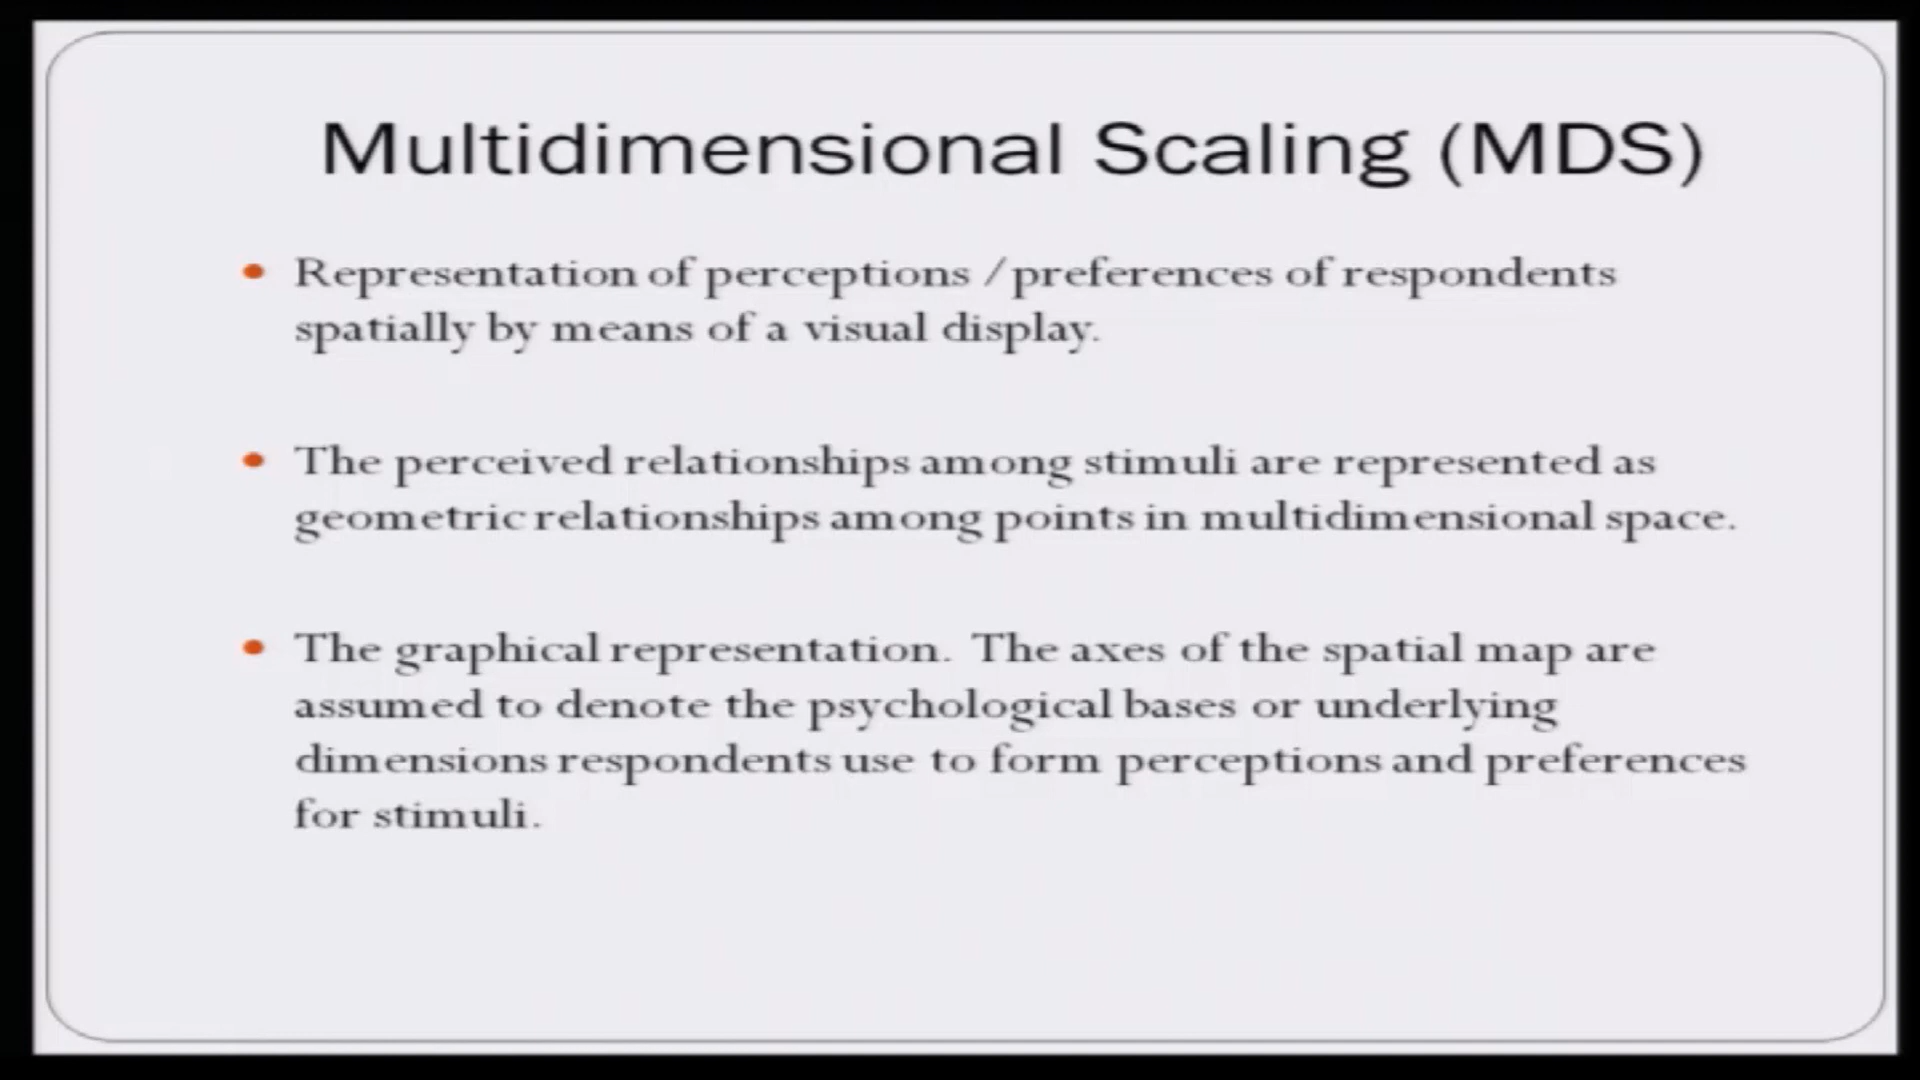 Multidimensional Scaling (MDS)
Representation of perceptions / preferences of respondents
spatially by means of a visual display.
The perceived relationships among stimuli are represented as
geometric relationships among points in multidimensional space.
The graphical representation. The axes of the spatial map are
assumed to denote the psychological bases or underlying
dimensions respondents use to form perceptions and preferences
for stimuli.